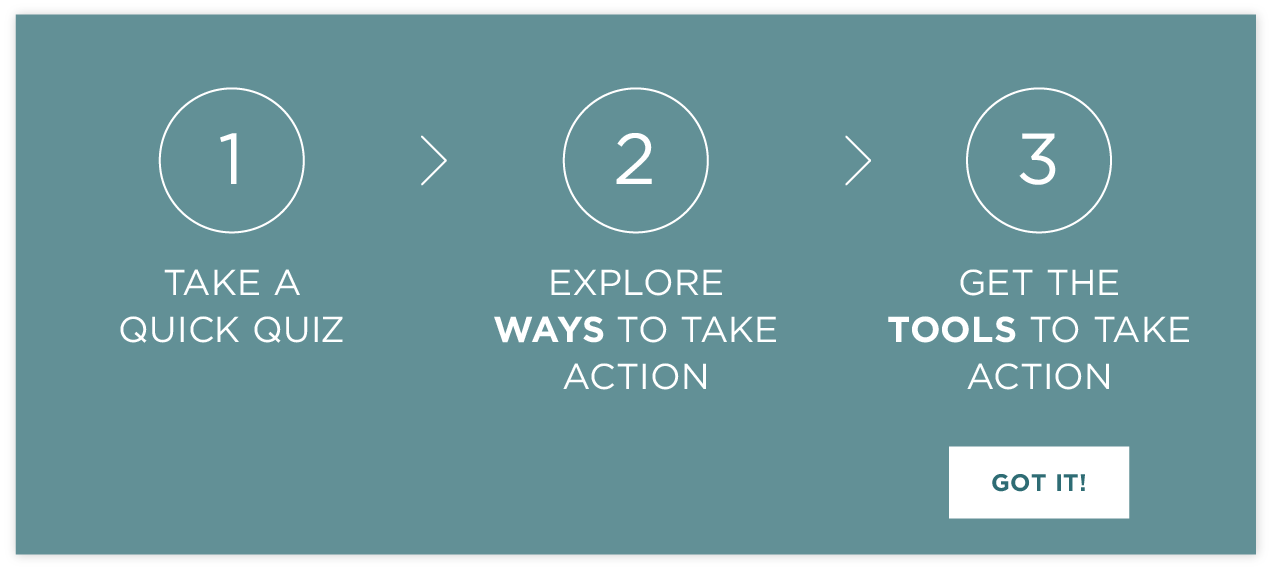 1
TAKE A
QUICK QUIZ
2
EXPLORE
WAYS TO TAKE
ACTION
3
GET THE
TOOLS TO TAKE
ACTION
GOT IT!